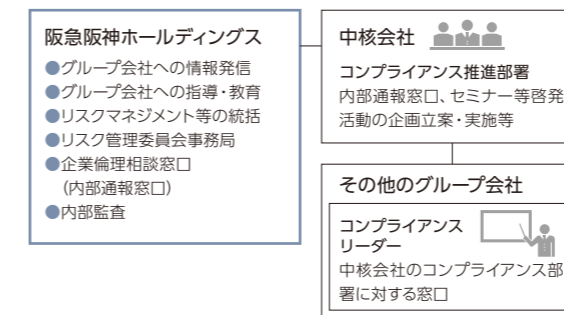 阪急阪神ホールディングス
●グループ会社への情報発信
●グループ会社への指導・教育
●リスクマネジメント等の統括
●リスク管理委員会事務局
●企業倫理相談窓口
（内部通報窓口）
●内部監査
中核会社
コンプライアンス推進部署
内部通報窓口、セミナー等啓発
活動の企画立案・実施等
その他のグループ会社
コンプライアンス
リーダー
中核会社のコンプライアンス部
署に対する窓口